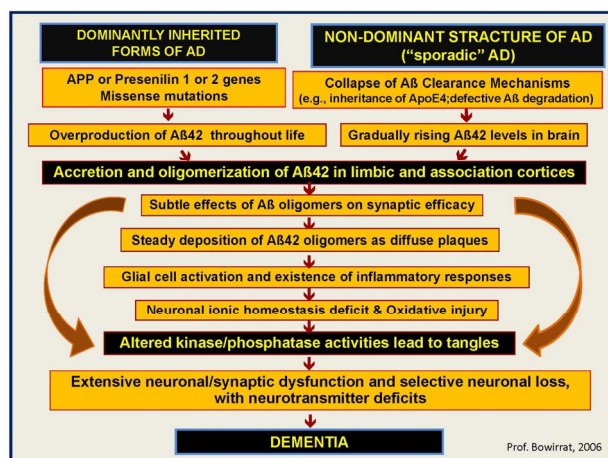 DOMINANTLY INHERITED
FORMS OF AD
NON-DOMINANT STRACTURE OF AD
(“sporadic” AD)
APP or Presenilin 1 or 2 genes
Missense mutations
Collapse of Aß Clearance Mechanisms
(e.g., inheritance of ApoE4;defective Aß degradation)
Overproduction of Aß42 throughout life
Gradually rising Aß42 levels in brain
Accretion and oligomerization of Aß42 in limbic and association cortices
Subtle effects of Aß oligomers on synaptic efficacy
Steady deposition of Aß42 oligomers as diffuse plaques
Glial cell activation and existence of inflammatory responses
Neuronal ionic homeostasis deficit & Oxidative injury
Altered kinase/phosphatase activities lead to tangles
Extensive neuronal/synaptic dysfunction and selective neuronal loss,
with neurotransmitter deficits
DEMENTIA
Prof. Bowirrat, 2006